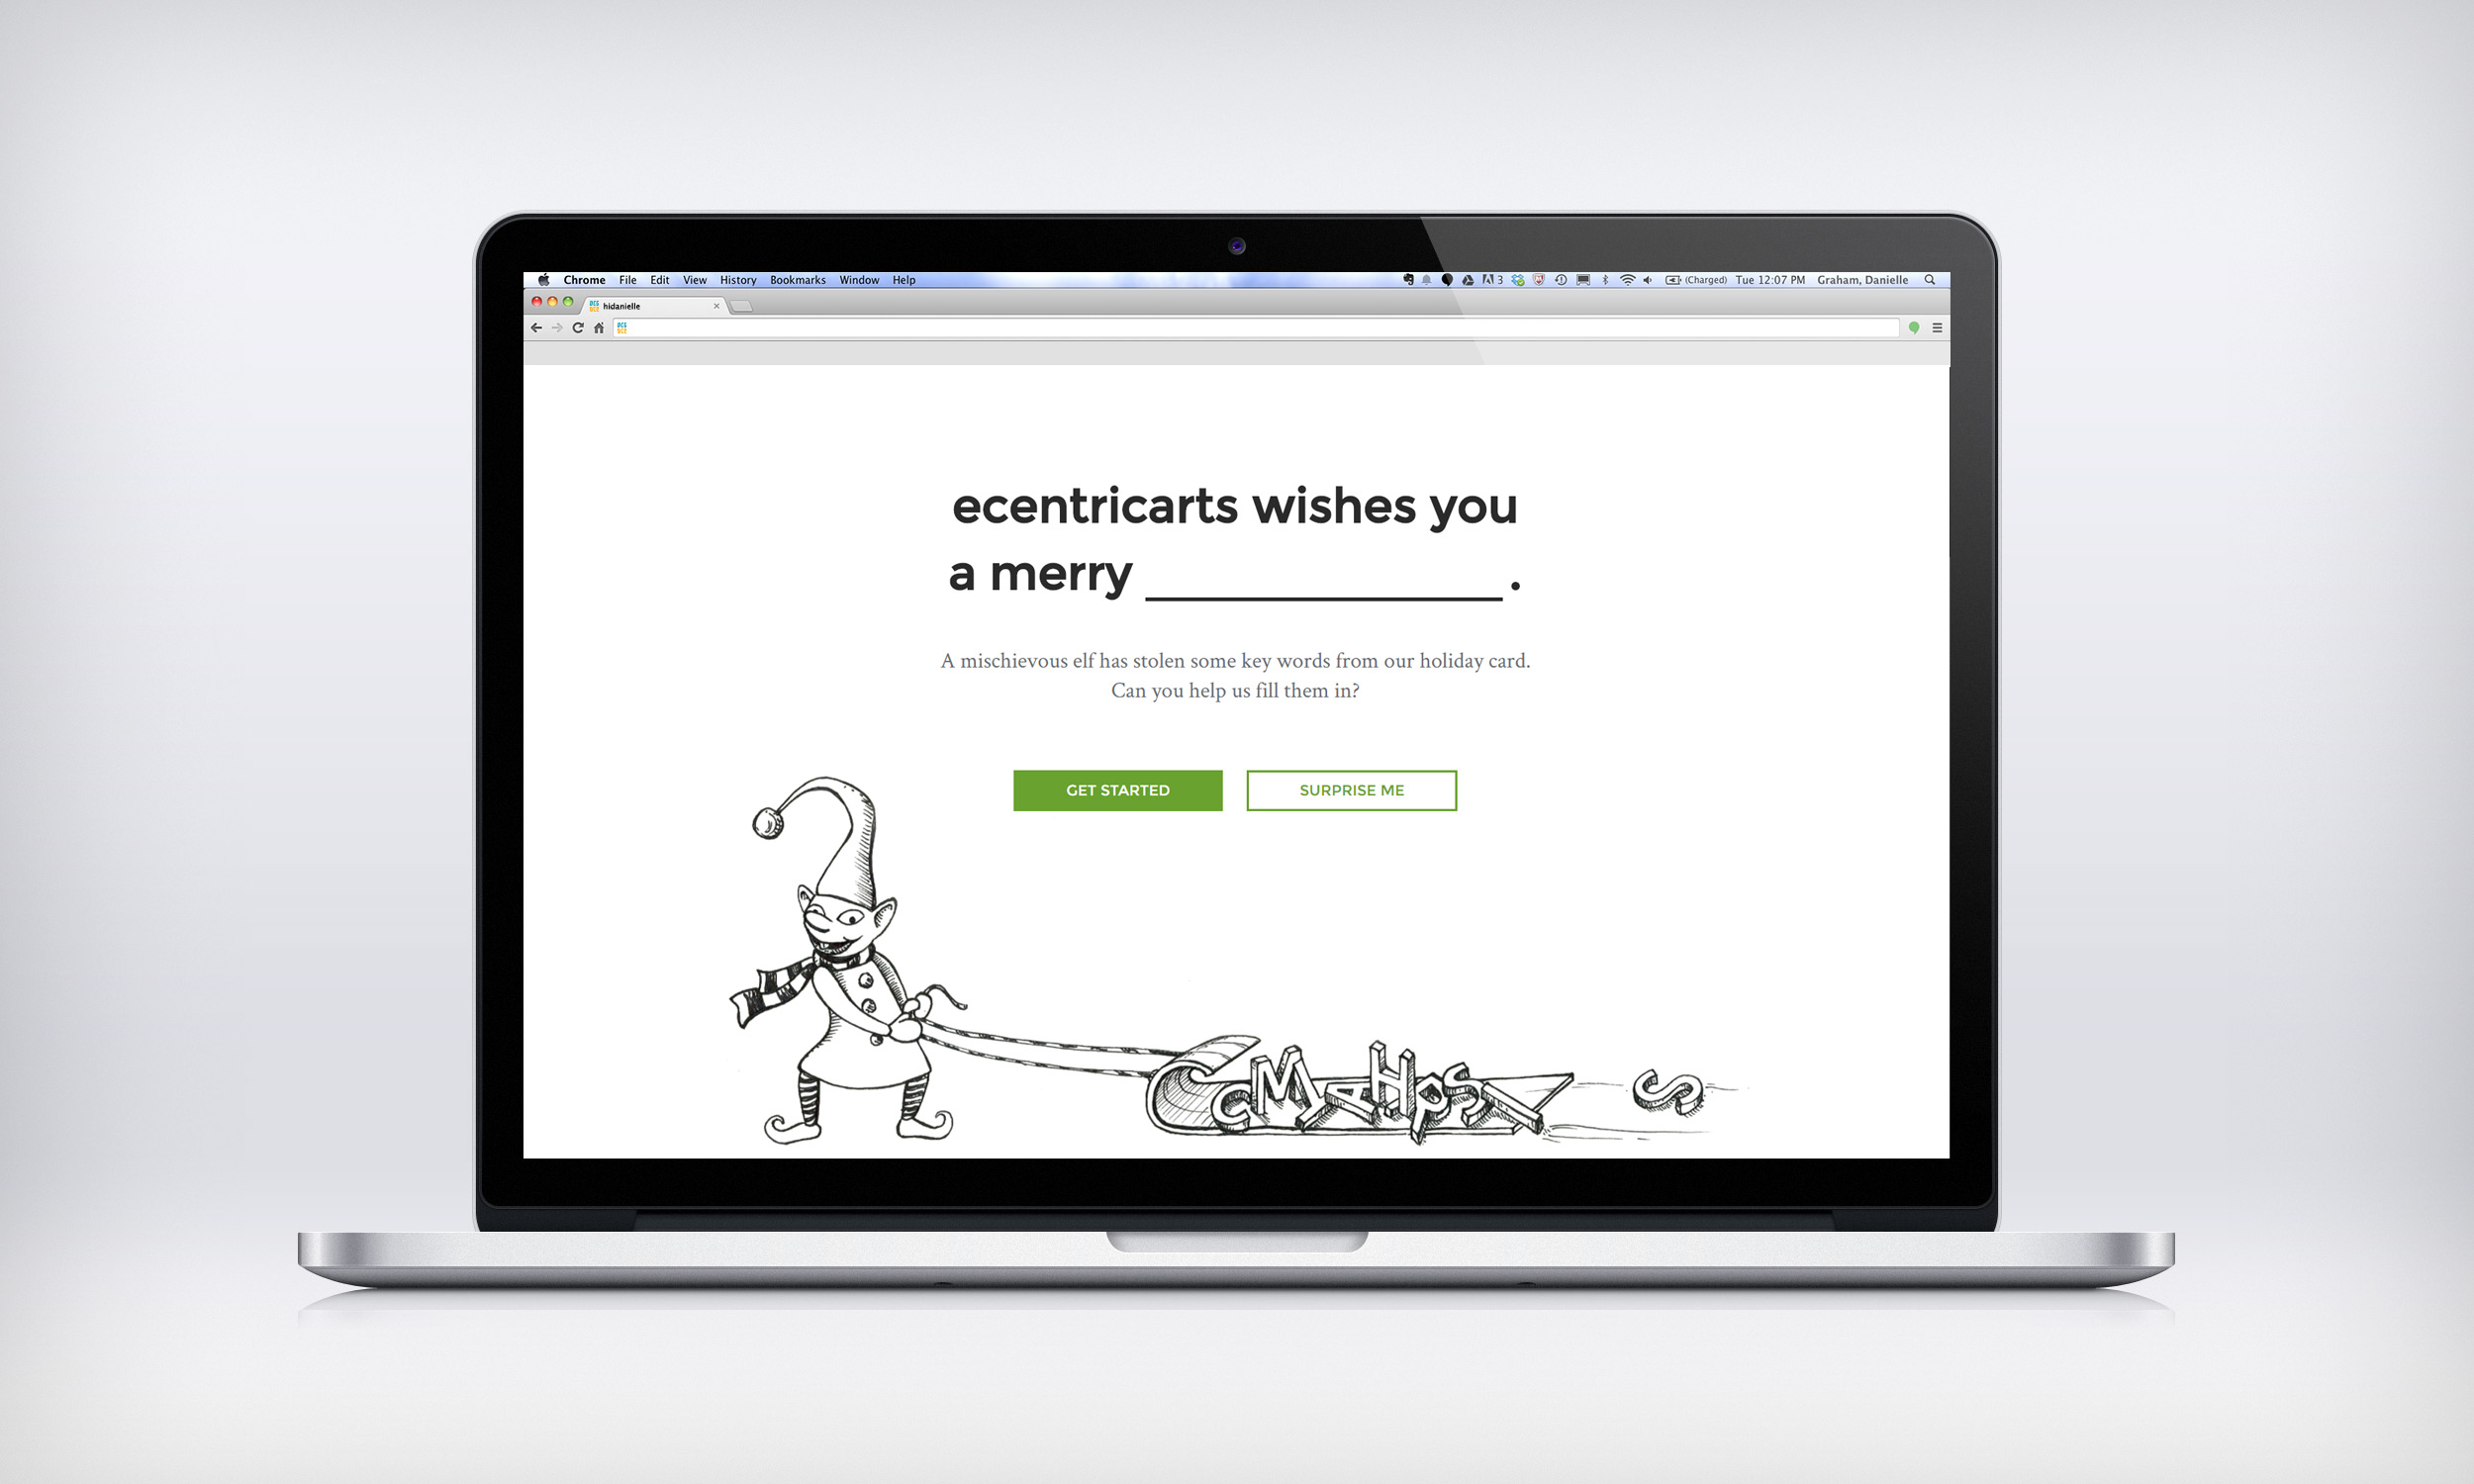 Chrome File Edit View History Bookmarks Window Help 3 (Charged) Tue 12:07 PM Graham, Danielle
hidanielle
ecentricarts wishes you
a merry ______________.
A mischievous elf has stolen some key words from our holiday card.
Can you help us fill them in?
GET STARTED SURPRISE ME
C M A H P S S